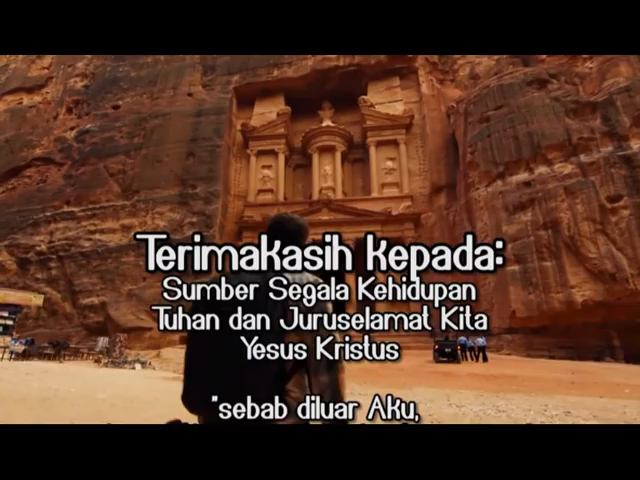 Terimakasih kepada:
Sumber Segala Kehidupan
Tuhan dan Juruselamat Kita
Yesus Kristus
"sebab diluar Aku,